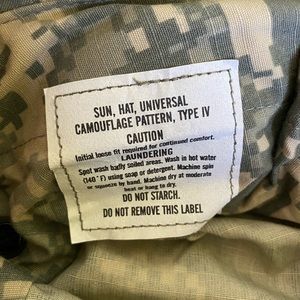 SUN, HAT, UNIVERSAL
CAMOUFLAGE PATTERN, TYPE IV
CAUTION
Initial loose fit required for continued comfort.
LAUNDERING
Spot wash badly soiled areas. Wash in hot water
(140° F) using soap or detergent. Machine spin dry
or squeeze by hand. Machine dry at moderate
heat or hang to dry.
DO NOT STARCH.
DO NOT REMOVE THIS LABEL